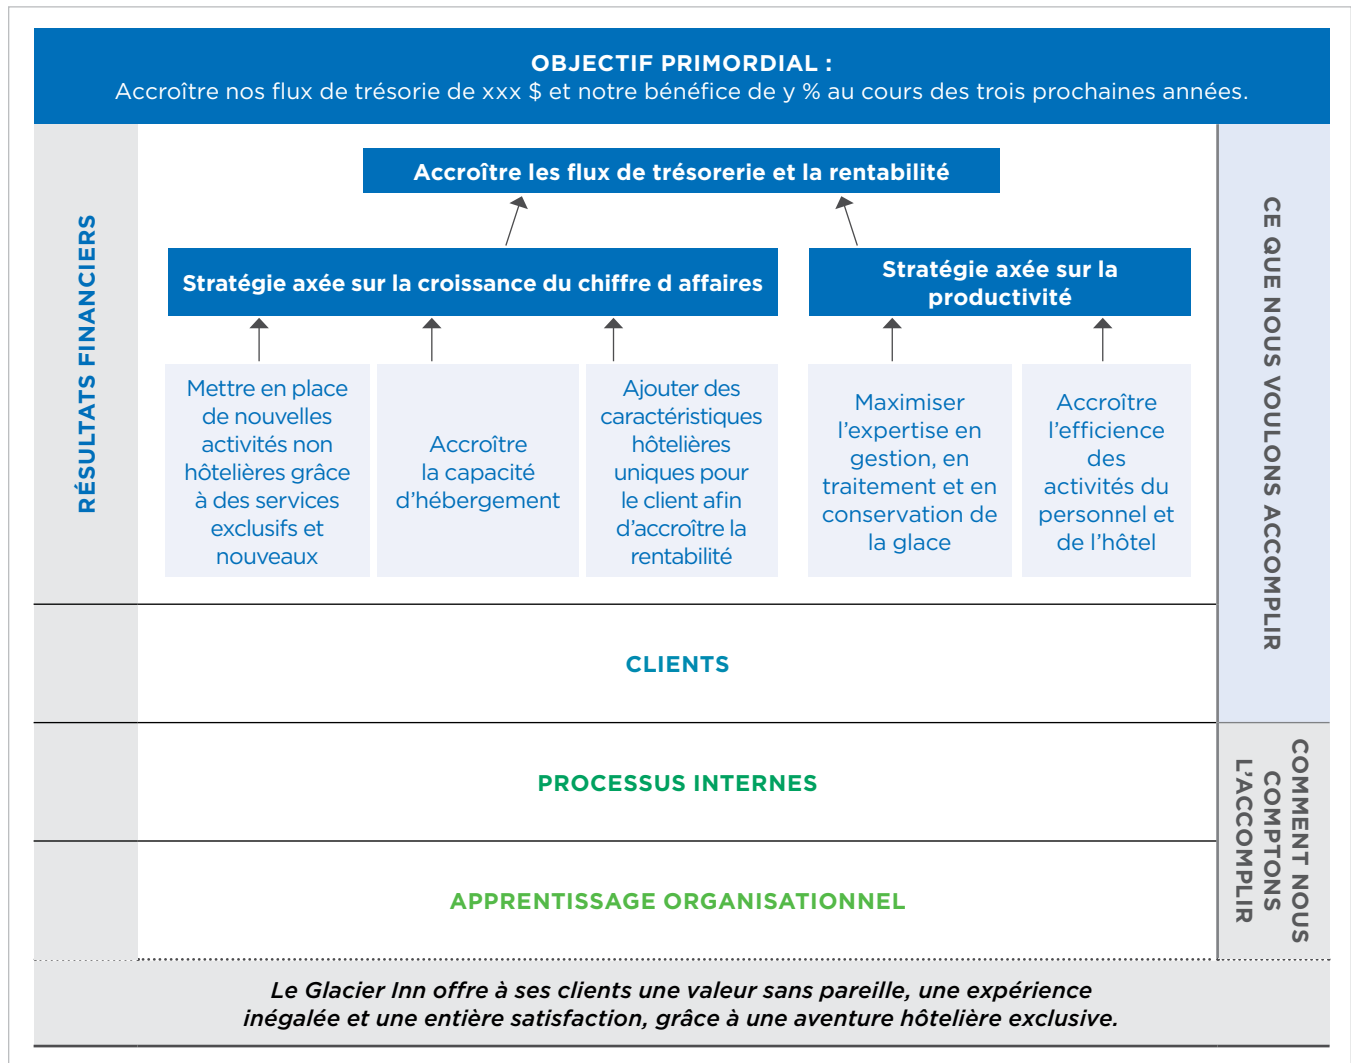 OBJECTIF PRIMORDIAL :
Accroître nos flux de trésorie de xxx $ et notre bénéfice de y % au cours des trois prochaines années.
RÉSULTATS FINANCIERS
Accroître les flux de trésorerie et la rentabilité
Stratégie axée sur la croissance du chiffre d affaires
Stratégie axée sur la
productivité
Mettre en place
de nouvelles
activités non
hôtelières grâce
à des services
exclusifs et
nouveaux
Accroître
la capacité
d’hébergement
Ajouter des
caractéristiques
hôtelières
uniques pour
le client afin
d’accroître la
rentabilité
Maximiser
l’expertise en
gestion, en
traitement et en
conservation de
la glace
Accroître
l’efficience
des
activités du
personnel et
de l’hôtel
CE QUE NOUS VOULONS ACCOMPLIR
CLIENTS
PROCESSUS INTERNES
APPRENTISSAGE ORGANISATIONNEL
COMMENT NOUS
COMPTONS
L’ACCOMPLIR
Le Glacier Inn offre à ses clients une valeur sans pareille, une expérience
inégalée et une entière satisfaction, grâce à une aventure hôtelière exclusive.